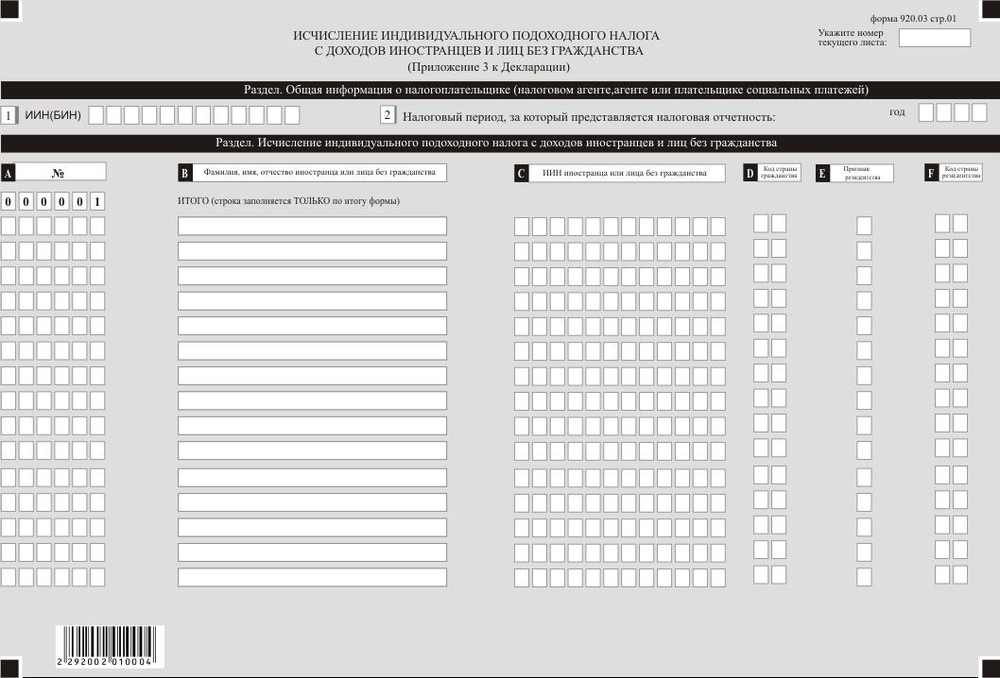 форма 920.03 стр.01
ИСЧИСЛЕНИЕ ИНДИВИДУАЛЬНОГО ПОДОХОДНОГО НАЛОГА
С ДОХОДОВ ИНОСТРАНЦЕВ И ЛИЦ БЕЗ ГРАЖДАНСТВА
(Приложение 3 к Декларации)
Укажите номер
текущего листа:
Раздел. Общая информация о налогоплательщике (налоговом агенте,агенте или плательщике социальных платежей)
1 ИИН(БИН)
2 Налоговый период, за который представляется налоговая отчетность:
год
Раздел. Исчисление индивидуального подоходного налога с доходов иностранцев и лиц без гражданства
A №
B Фамилия, имя, отчество иностранца или лица без гражданства
C ИИН иностранца или лица без гражданства
D Код страны
гражданства
E Признак
резидентства
F Код страны
резидентства
0 0 0 0 0 1 ИТОГО (строка заполняется ТОЛЬКО по итогу формы)
2 292002 010004